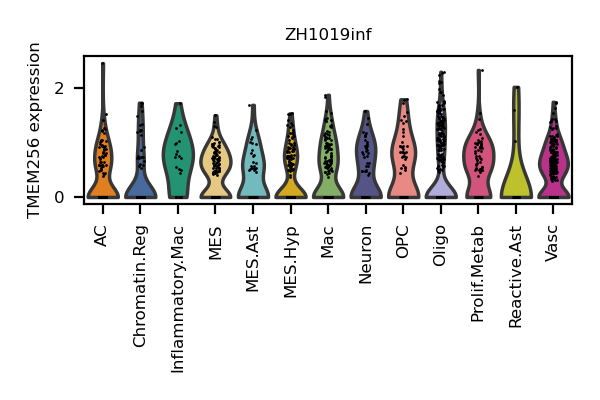 ZH1019inf
TMEM256 expression
2
0
AC
Chromatin.Reg
Inflammatory.Mac
MES
MES.Ast
MES.Hyp
Mac
Neuron
OPC
Oligo
Prolif.Metab
Reactive.Ast
Vasc